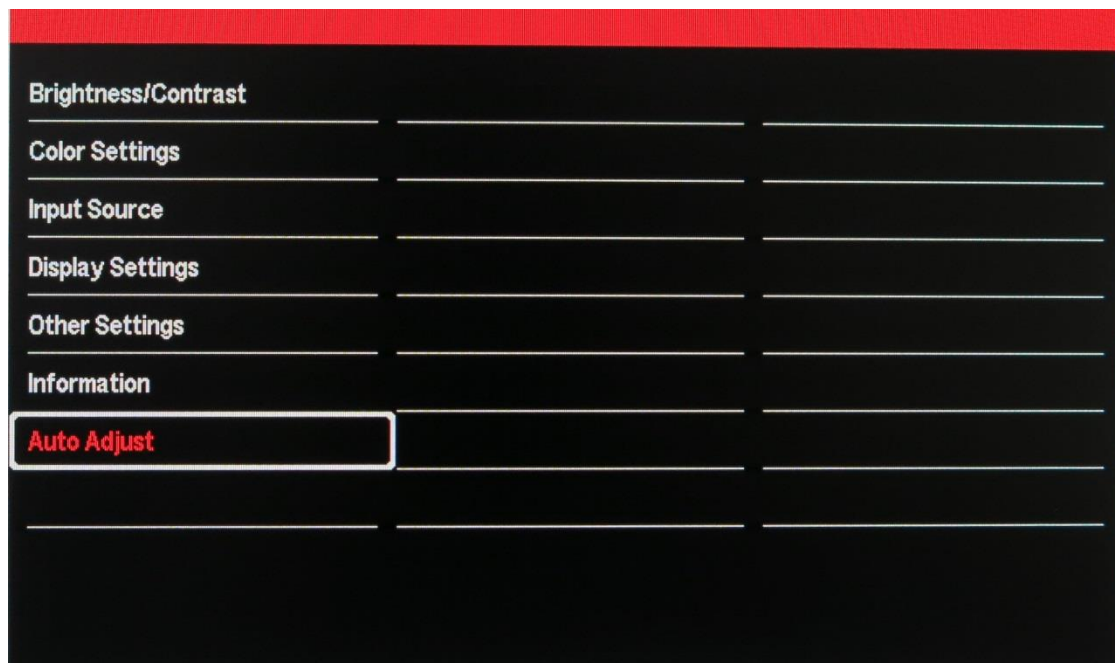 Brightness/Contrast
Color Settings
Input Source
Display Settings
Other Settings
Information
Auto Adjust